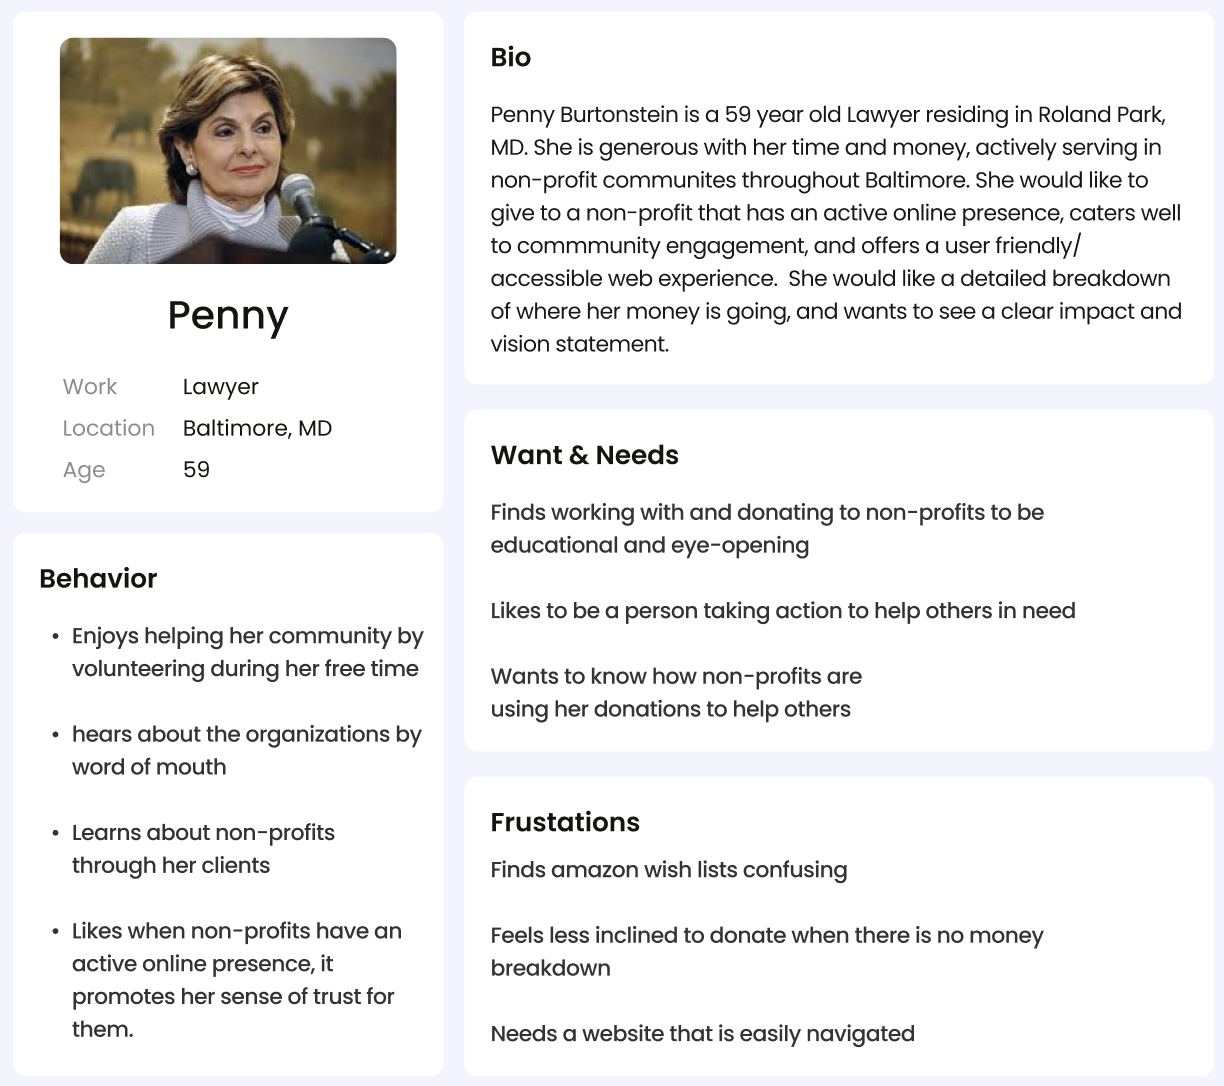 Penny
Work Lawyer
Location Baltimore, MD
Age 59
Behavior
• Enjoys helping her community by
volunteering during her free time
• hears about the organizations by
word of mouth
• Learns about non-profits
through her clients
• Likes when non-profits have an
active online presence, it
promotes her sense of trust for
them.
Bio
Penny Burtonstein is a 59 year old Lawyer residing in Roland Park,
MD. She is generous with her time and money, actively serving in
non-profit communites throughout Baltimore. She would like to
give to a non-profit that has an active online presence, caters well
to commmunity engagement, and offers a user friendly/
accessible web experience.  She would like a detailed breakdown
of where her money is going, and wants to see a clear impact and
vision statement.
Want & Needs
Finds working with and donating to non-profits to be
educational and eye-opening
Likes to be a person taking action to help others in need
Wants to know how non-profits are
using her donations to help others
Frustations
Finds amazon wish lists confusing
Feels less inclined to donate when there is no money
breakdown
Needs a website that is easily navigated